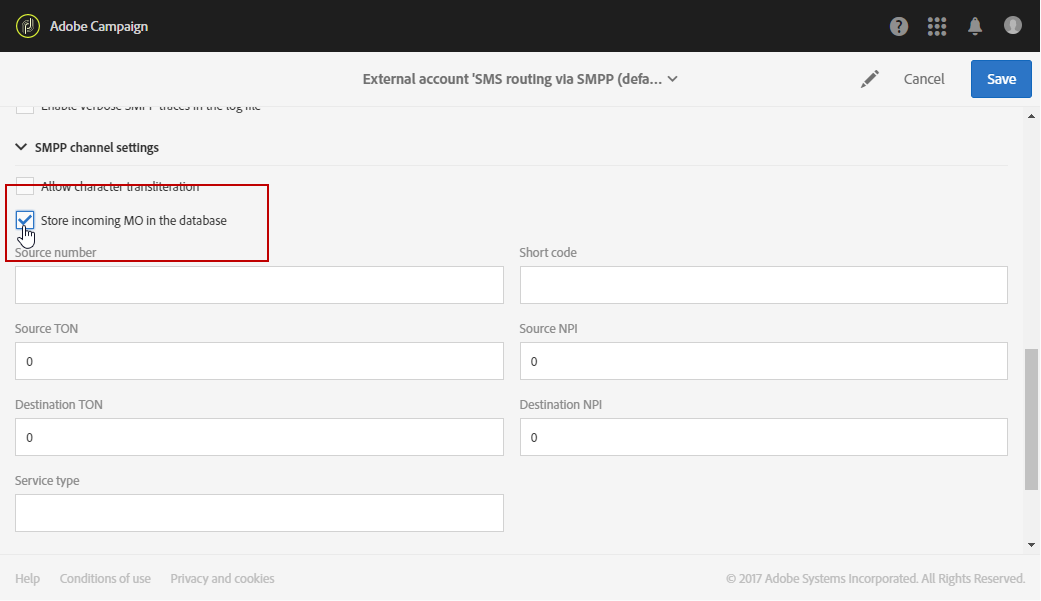 Adobe Campaign
External account 'SMS routing via SMPP (defa...
Cancel
Save
Enable verbose SMPP traces in the log file
SMPP channel settings
Allow character transliteration
Store incoming MO in the database
Source number
Short code
Source TON
Source NPI
0
0
Destination TON
Destination NPI
0
0
Service type
Help Conditions of use Privacy and cookies
© 2017 Adobe Systems Incorporated. All Rights Reserved.